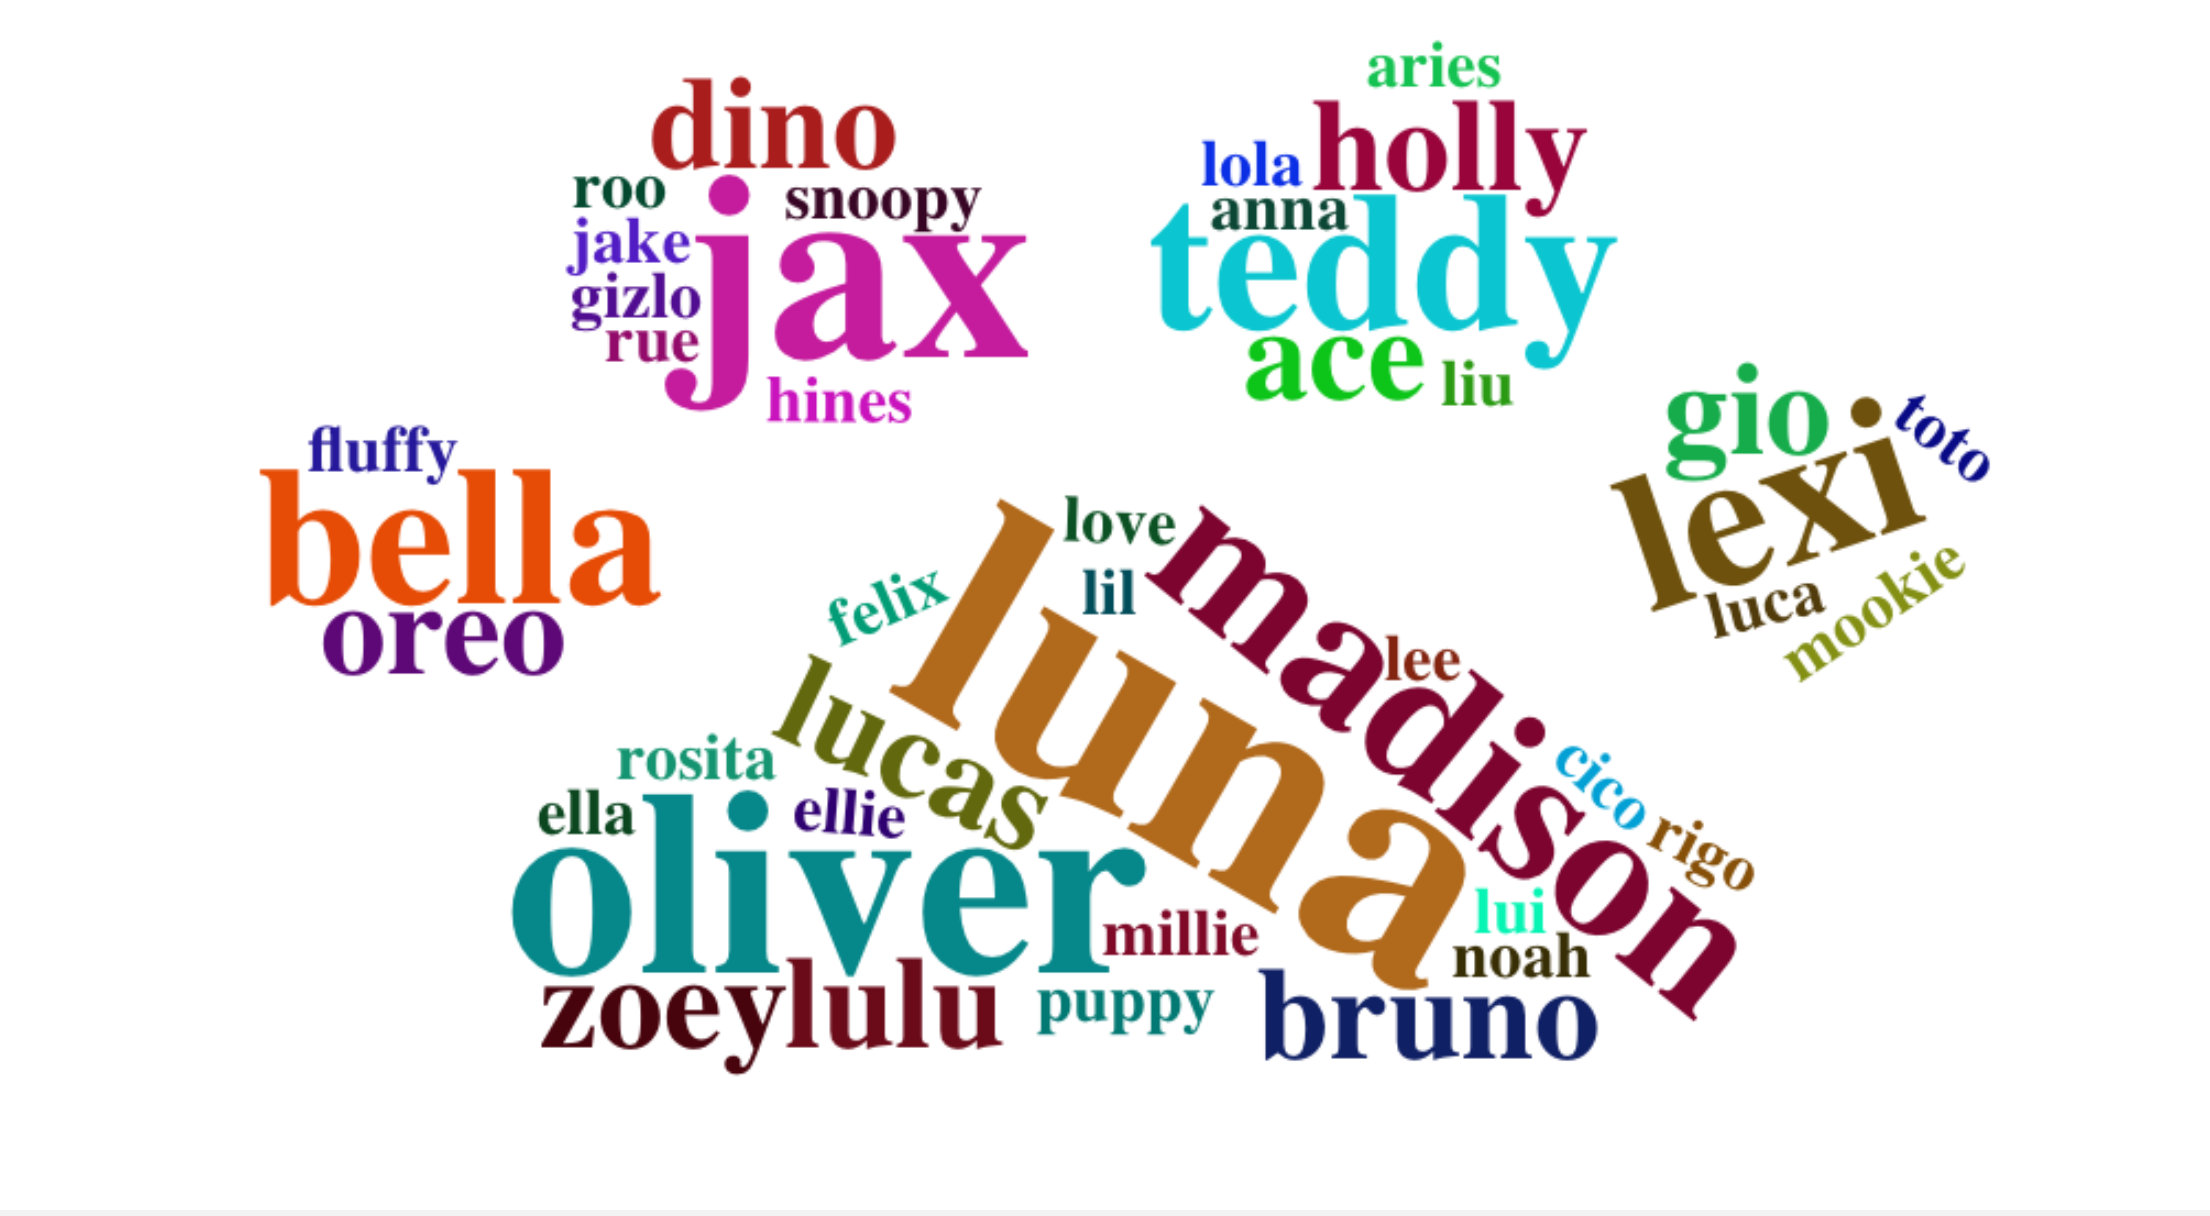 dino
roo
snoopy
jake
jax
gizlo
rue
hines
aries
lola
holly
anna
teddy
ace
liu
fluffy
bella
oreo
gio
toto
lexi
luca
mookie
love
madison
lil
felix
luna
lee
lucas
rosita
cico
rigo
ella
ellie
oliver
millie
lui
noah
zoey
lulu
puppy
bruno